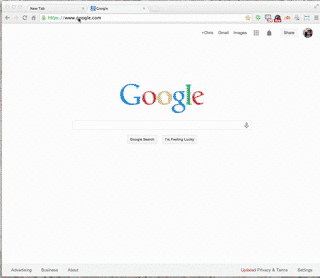 New Tab Google
https://www.google.com
+Chris Gmail Images Share
Google
Google Search I'm Feeling Lucky
Advertising Business About Updated Privacy & Terms Settings